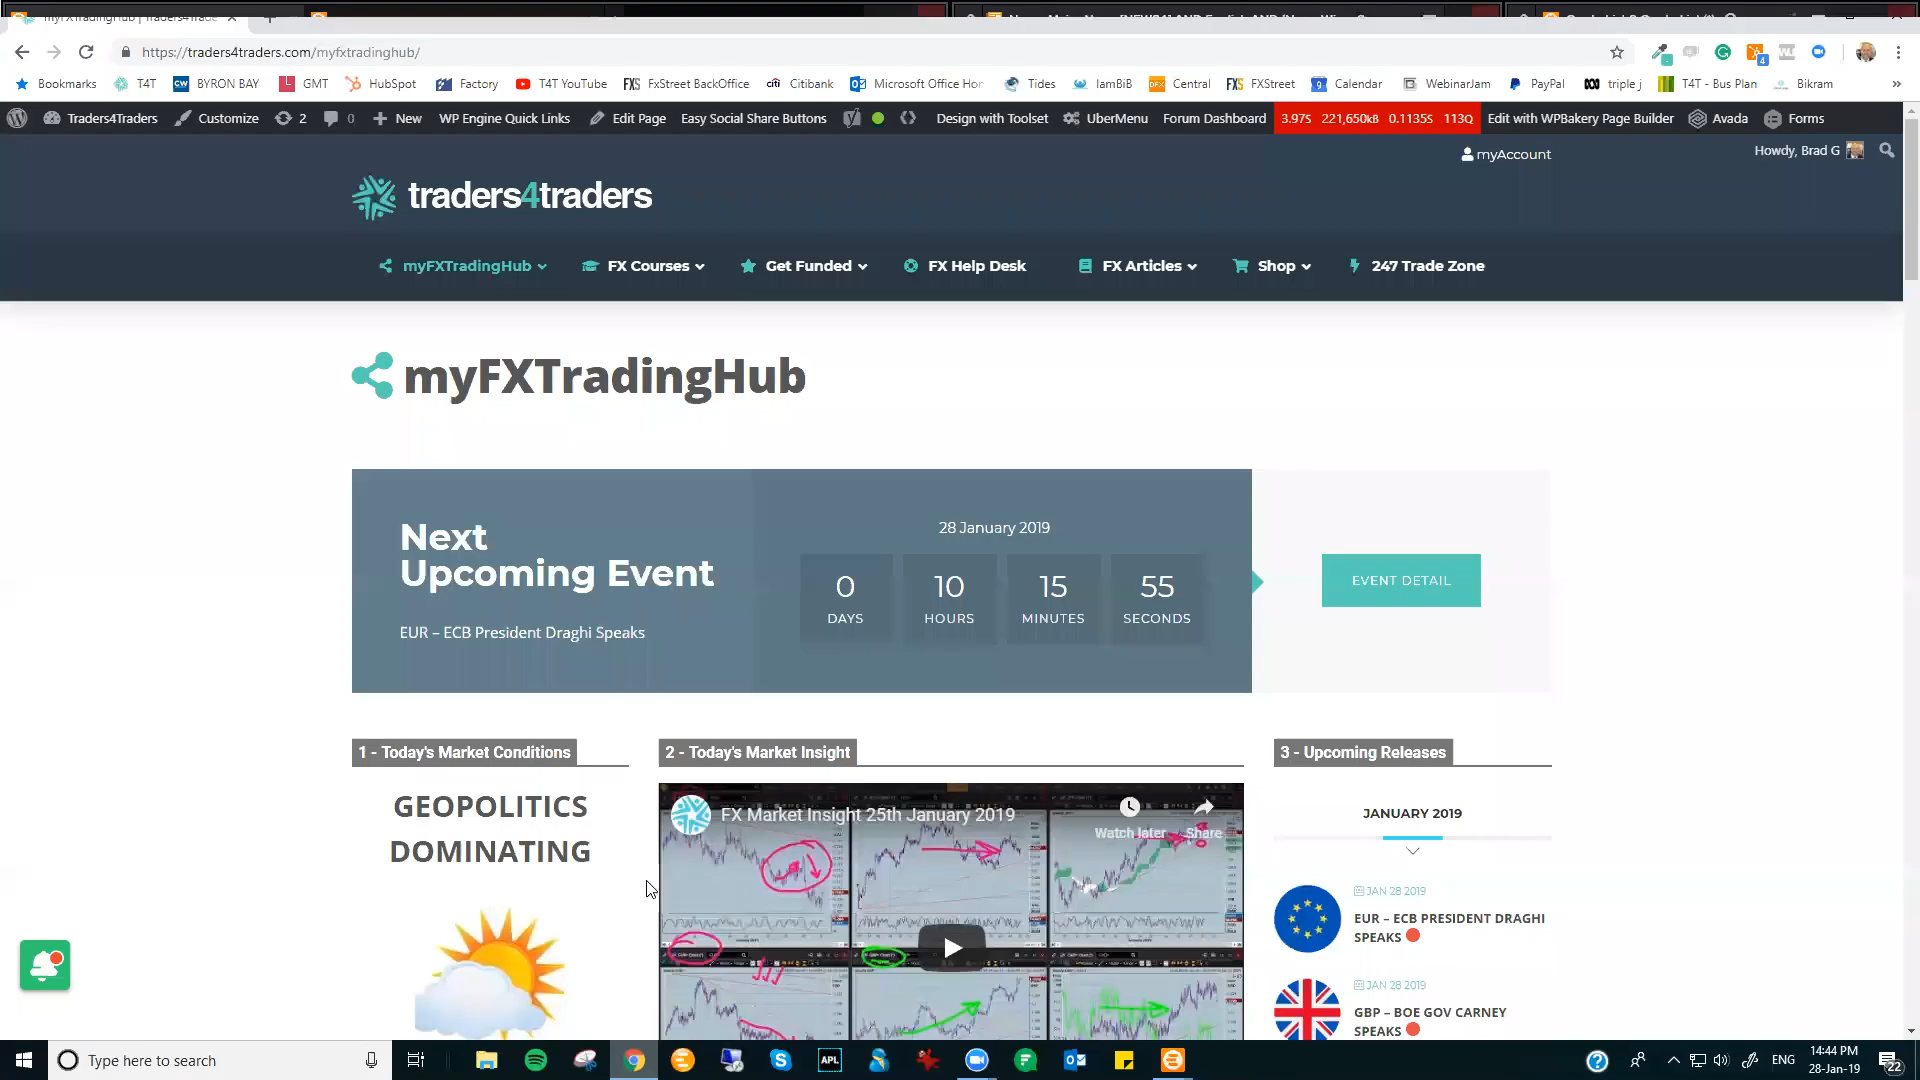 myFXTradingHub | Traders4Trade
https://traders4traders.com/myfxtradinghub/
Bookmarks T4T BYRON BAY GMT HubSpot Factory T4T YouTube FxStreet BackOffice Citibank Microsoft Office Hor Tides IamBiB Central FXStreet Calendar WebinarJam PayPal triple j T4T - Bus Plan Bikram »
Traders4Traders Customize 2 0 New WP Engine Quick Links Edit Page Easy Social Share Buttons Design with Toolset UberMenu Forum Dashboard 3.97S 221,650kB 0.1135S 113Q Edit with WPBakery Page Builder Avada Forms
myAccount Howdy, Brad G
traders4traders
myFXTradingHub FX Courses Get Funded FX Help Desk FX Articles Shop 247 Trade Zone
myFXTradingHub
28 January 2019
Next
Upcoming Event
0 10 15 55
DAYS HOURS MINUTES SECONDS
EVENT DETAIL
EUR – ECB President Draghi Speaks
1 - Today's Market Conditions 2 - Today's Market Insight 3 - Upcoming Releases
GEOPOLITICS
DOMINATING
FX Market Insight 25th January 2019
Watch later Share
JANUARY 2019
JAN 28 2019
EUR – ECB PRESIDENT DRAGHI
SPEAKS
JAN 28 2019
GBP – BOE GOV CARNEY
SPEAKS
Type here to search APL ENG 14:44 PM
28-Jan-19 22